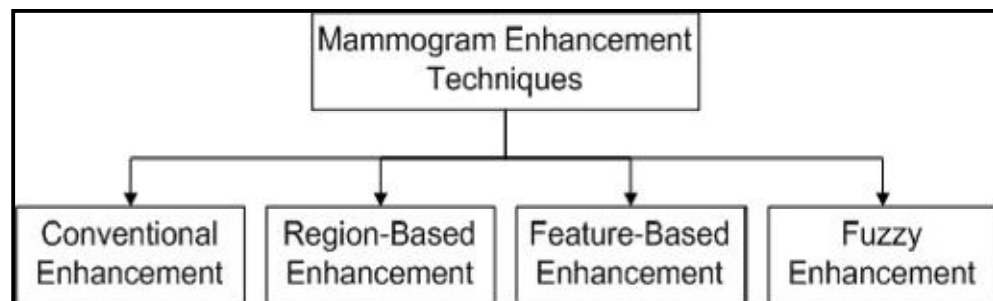 Mammogram Enhancement
Techniques
Conventional
Enhancement
Region-Based
Enhancement
Feature-Based
Enhancement
Fuzzy
Enhancement